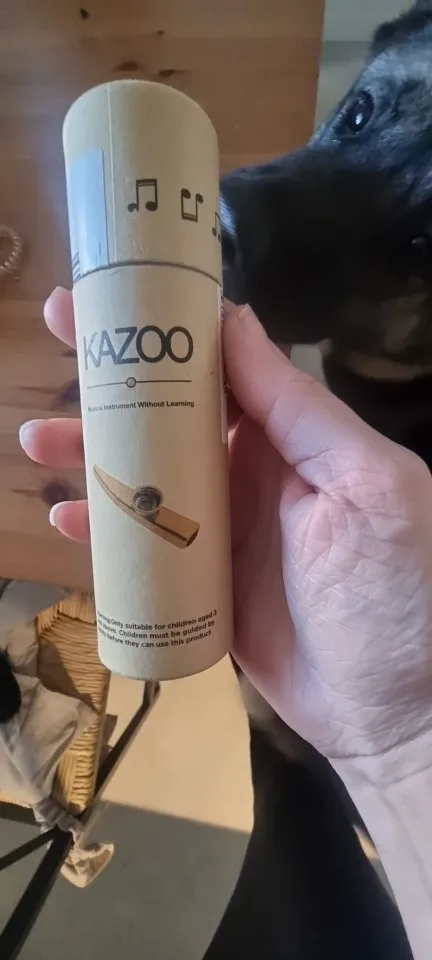 KAZOO
Instrument Without Learning
Only suitable for children aged 3
above. Children must be guided by
before they can use this product.